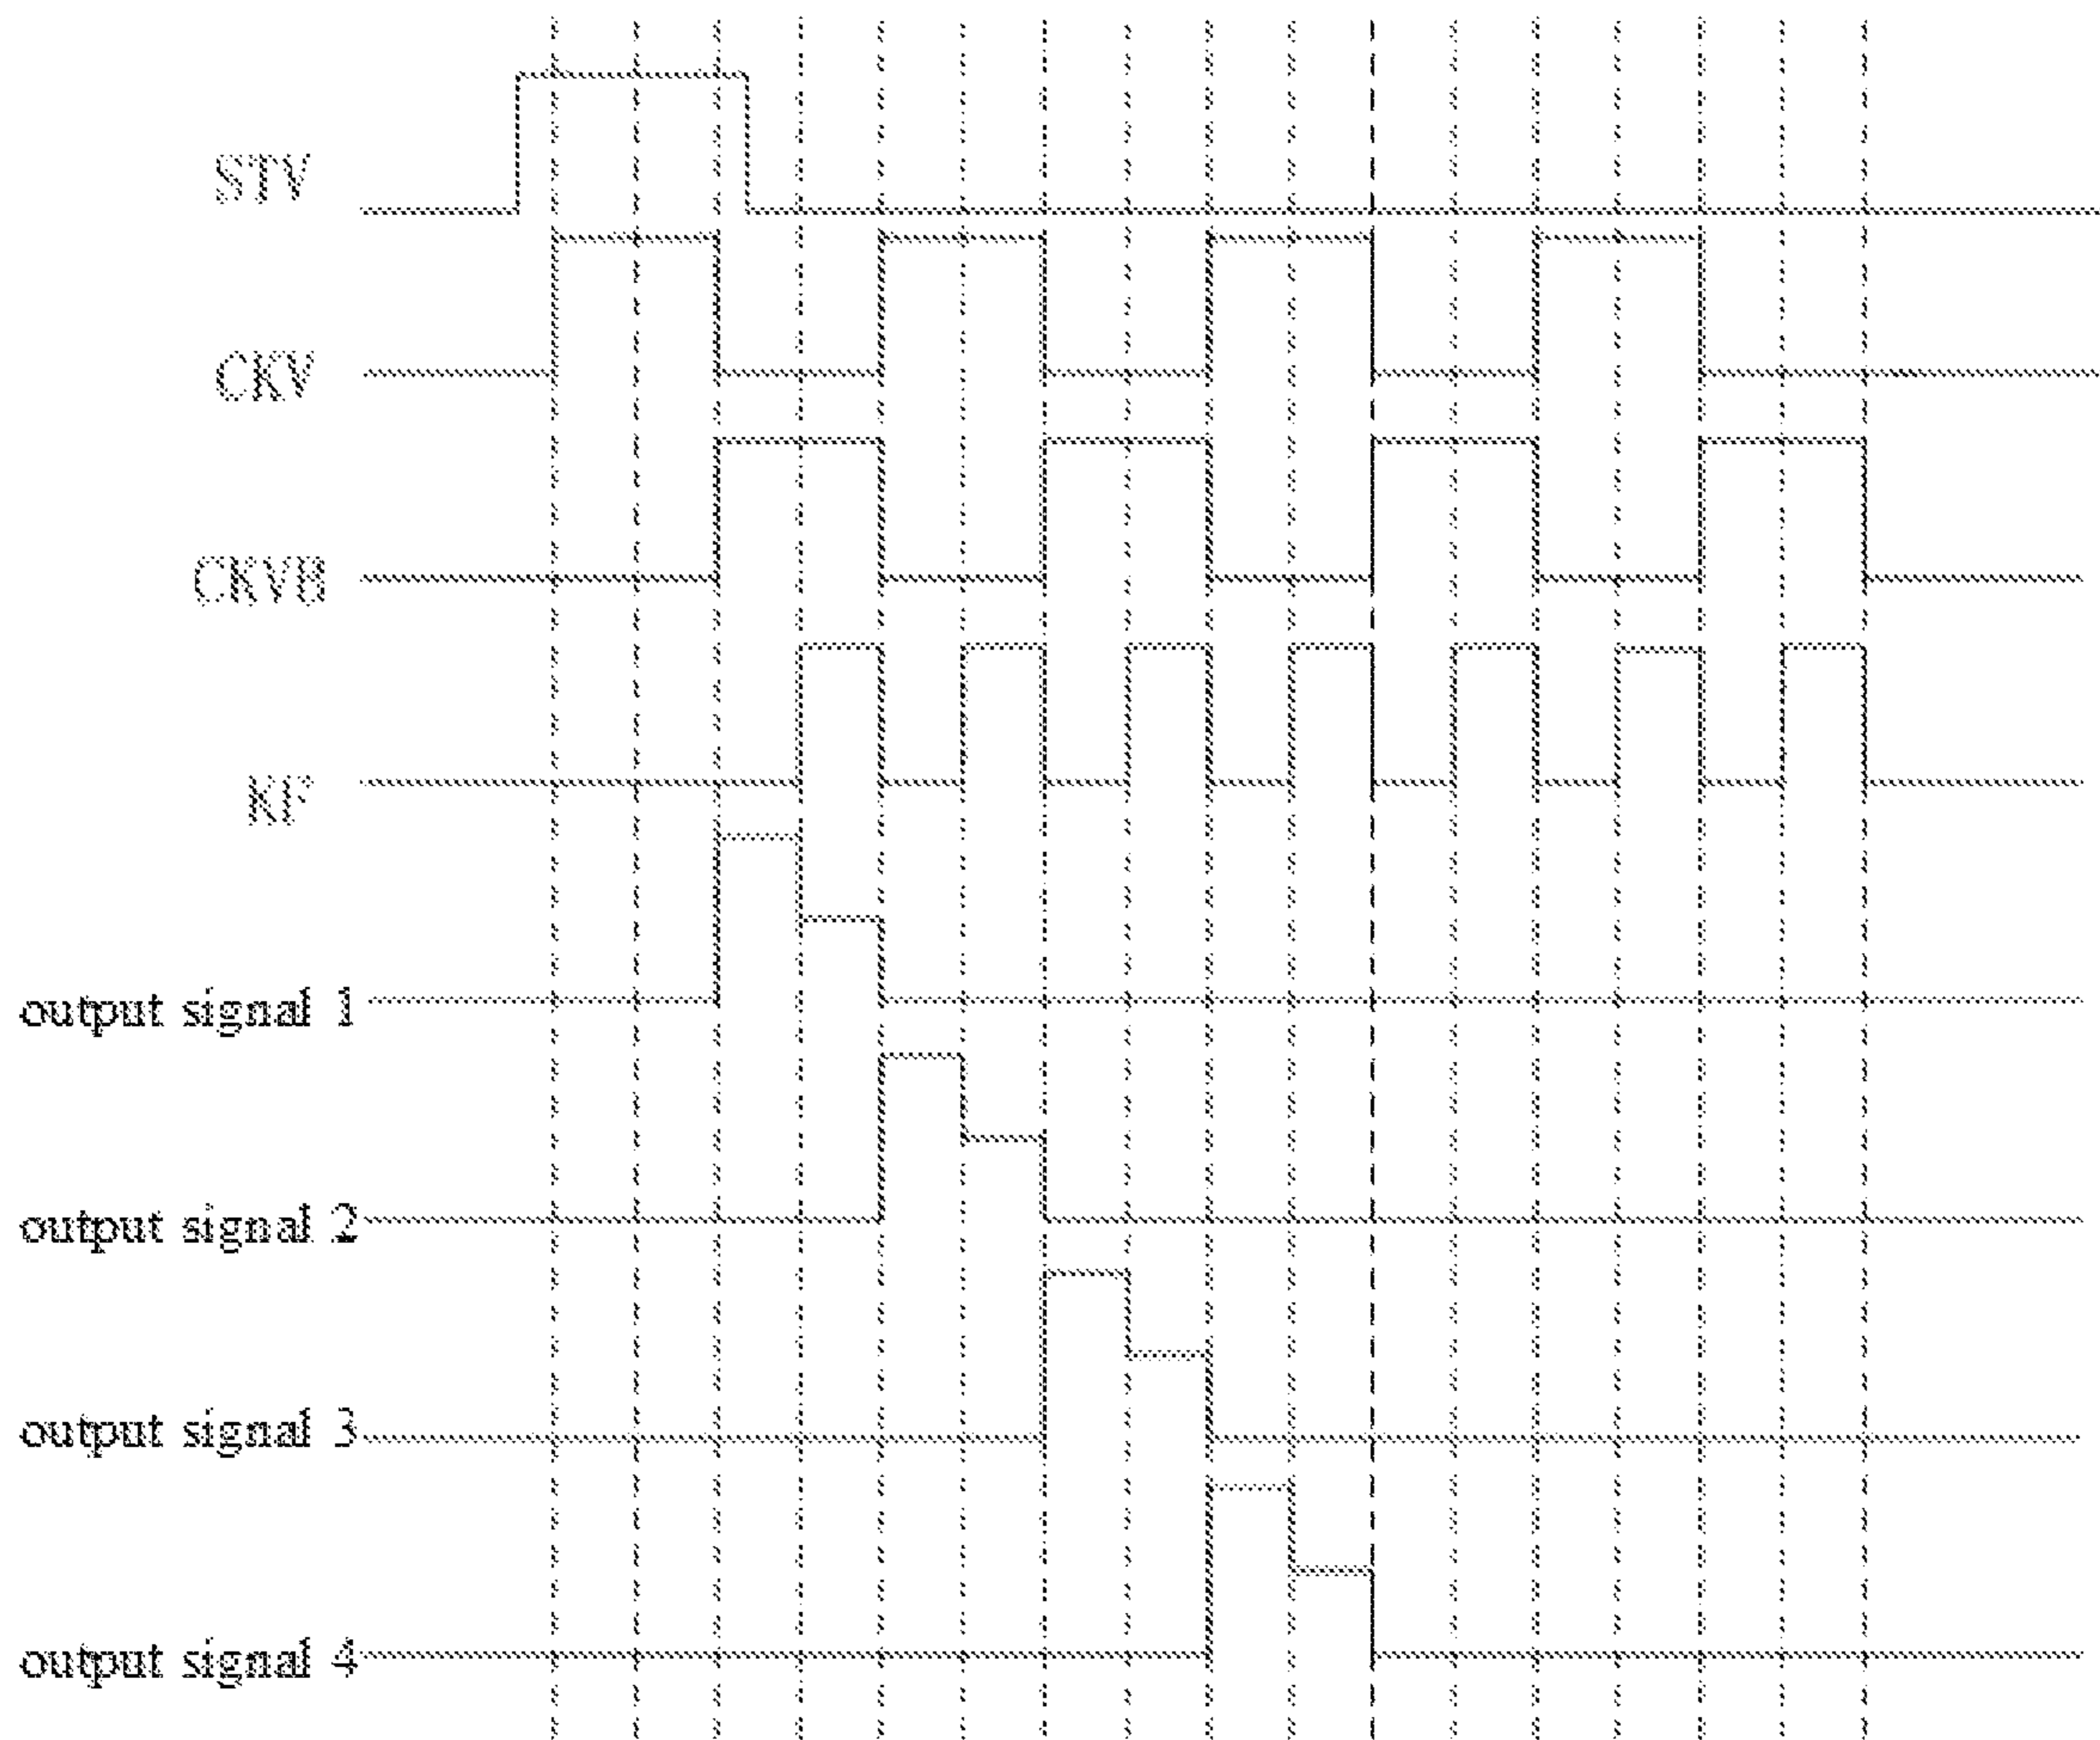 STV
CKV
CKVB
KF
output signal 1
output signal 2
output signal 3
output signal 4